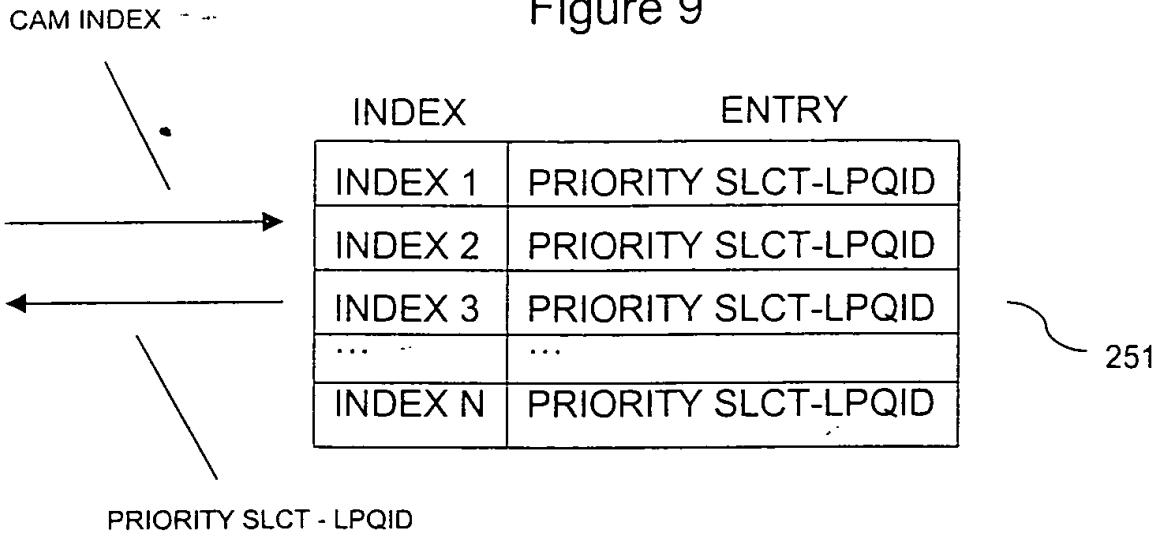 Figure 9
CAM INDEX
INDEX ENTRY
INDEX 1 PRIORITY SLCT-LPQID
INDEX 2 PRIORITY SLCT-LPQID
INDEX 3 PRIORITY SLCT-LPQID
... ...
INDEX N PRIORITY SLCT-LPQID
251
PRIORITY SLCT - LPQID